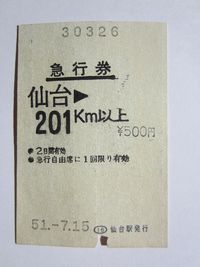 30326
急行券
仙台▶
201Km以上
¥500円
●2日間有効
●急行自由席に1回限り有効
51.-7.15
⑯仙台駅発行